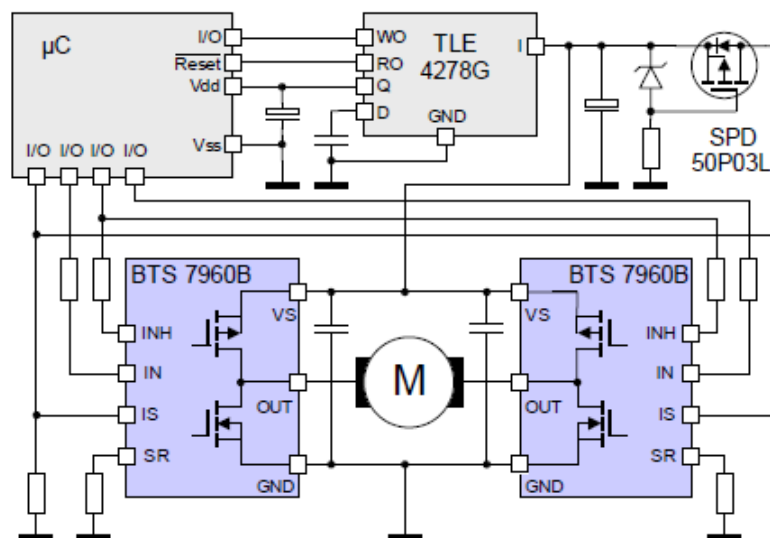 µC
I/O
Reset
Vdd
Vss
I/O I/O I/O I/O
TLE
4278G
WO
RO
Q
D
I
GND
SPD
50P03L
BTS 7960B
VS
INH
IN
IS
SR
OUT
GND
M
BTS 7960B
VS
INH
IN
IS
SR
OUT
GND